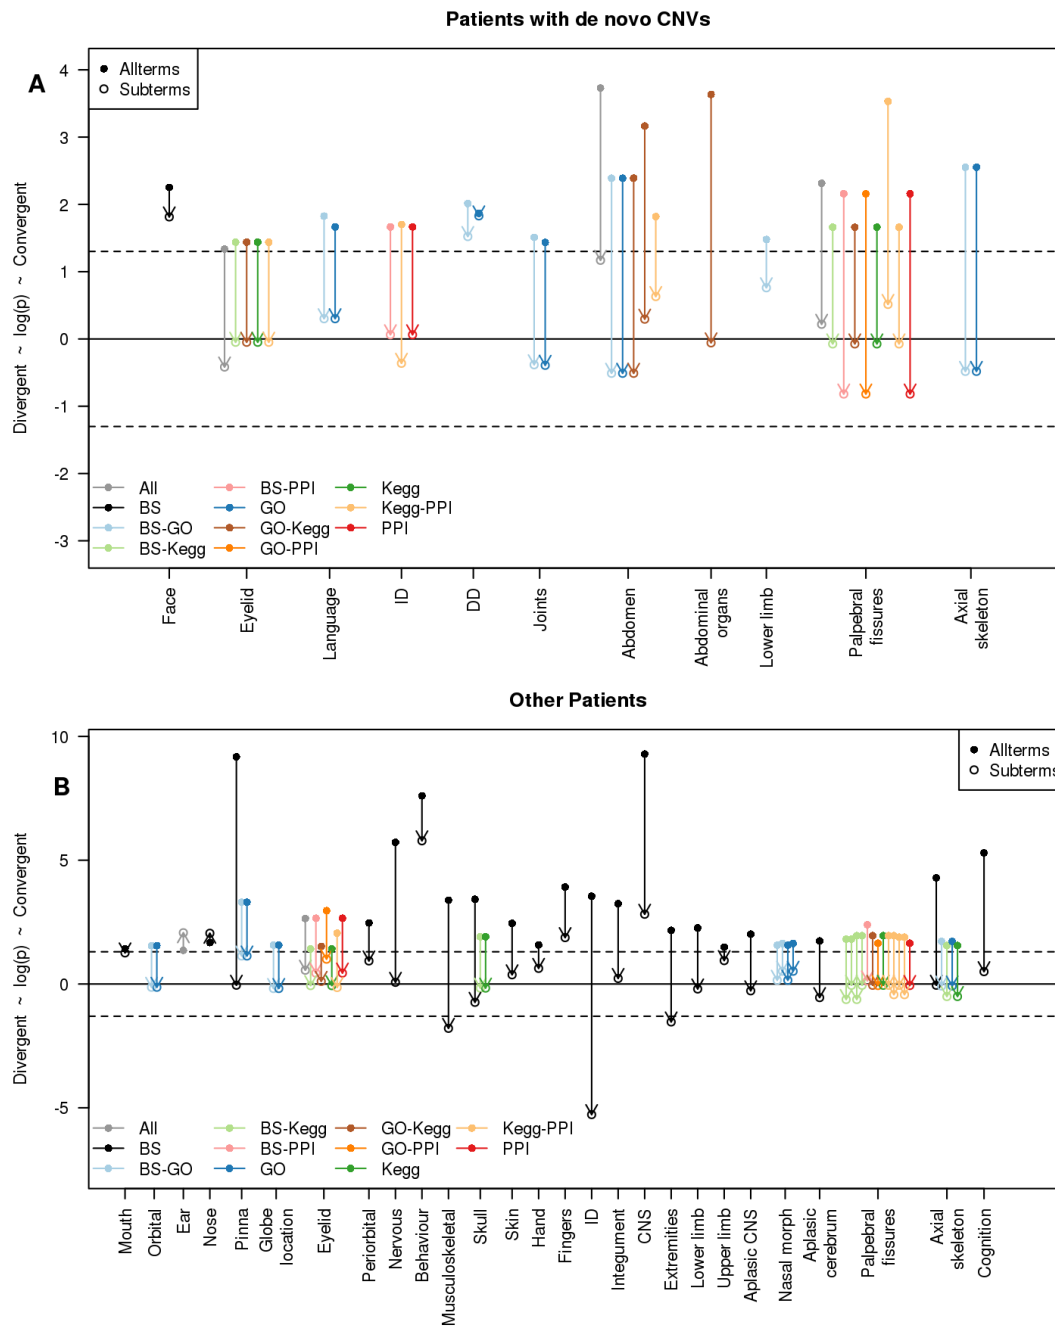 Patients with de novo CNVs
A
Allterms
Subterms
4
3
2
1
0
-1
-2
-3
Divergent ~ log(p) ~ Convergent
All
BS
BS-GO
BS-Kegg
BS-PPI
GO
GO-Kegg
GO-PPI
Kegg
Kegg-PPI
PPI
Face
Eyelid
Language
ID
DD
Joints
Abdomen
Abdominal
organs
Lower limb
Palpebral
fissures
Axial
skeleton
Other Patients
B
Allterms
Subterms
10
5
0
-5
Divergent ~ log(p) ~ Convergent
All
BS
BS-GO
BS-Kegg
BS-PPI
GO
GO-Kegg
GO-PPI
Kegg
Kegg-PPI
PPI
Mouth
Orbital
Ear
Nose
Pinna
Globe
location
Eyelid
Periorbital
Nervous
Behaviour
Musculoskeletal
Skull
Skin
Hand
Fingers
ID
Integument
CNS
Extremities
Lower limb
Upper limb
Aplasic CNS
Nasal morph
Aplasic
cerebrum
Palpebral
fissures
Axial
skeleton
Cognition